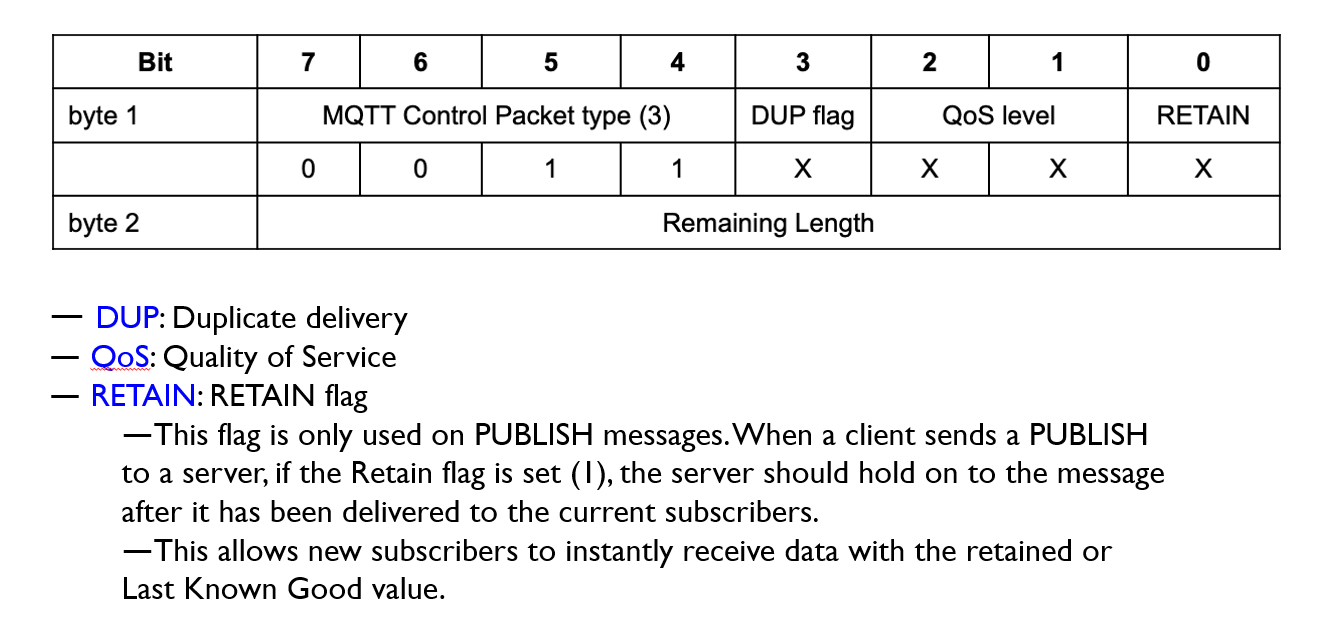 Bit 7 6 5 4 3 2 1 0
byte 1 MQTT Control Packet type (3) DUP flag QoS level RETAIN
0 0 1 1 X X X X
byte 2 Remaining Length
— DUP: Duplicate delivery
— QoS: Quality of Service
— RETAIN: RETAIN flag
—This flag is only used on PUBLISH messages. When a client sends a PUBLISH
to a server, if the Retain flag is set (1), the server should hold on to the message
after it has been delivered to the current subscribers.
—This allows new subscribers to instantly receive data with the retained or
Last Known Good value.